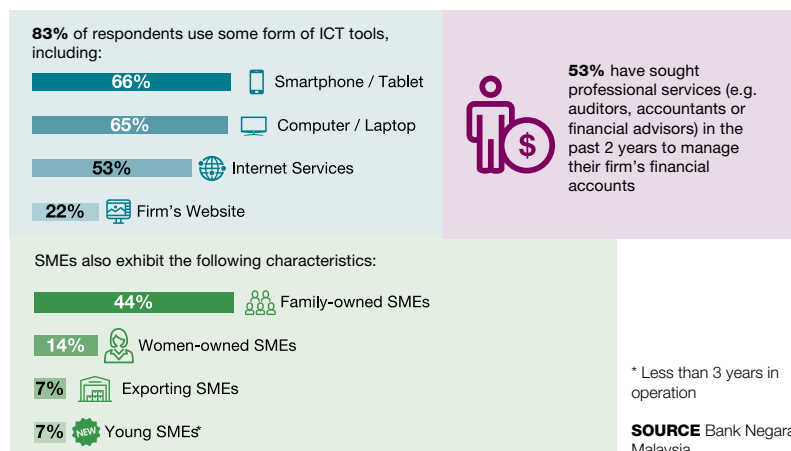 83% of respondents use some form of ICT tools,
including:
66%
Smartphone / Tablet
65%
Computer / Laptop
53%
Internet Services
22%
Firm's Website
53% have sought
professional services (e.g.
auditors, accountants or
financial advisors) in the
past 2 years to manage
their firm's financial
accounts
$
SMEs also exhibit the following characteristics:
44%
Family-owned SMEs
14%
Women-owned SMEs
7%
Exporting SMEs
7%
NEW
Young SMEs*
* Less than 3 years in
operation
SOURCE Bank Negara
Malaysia